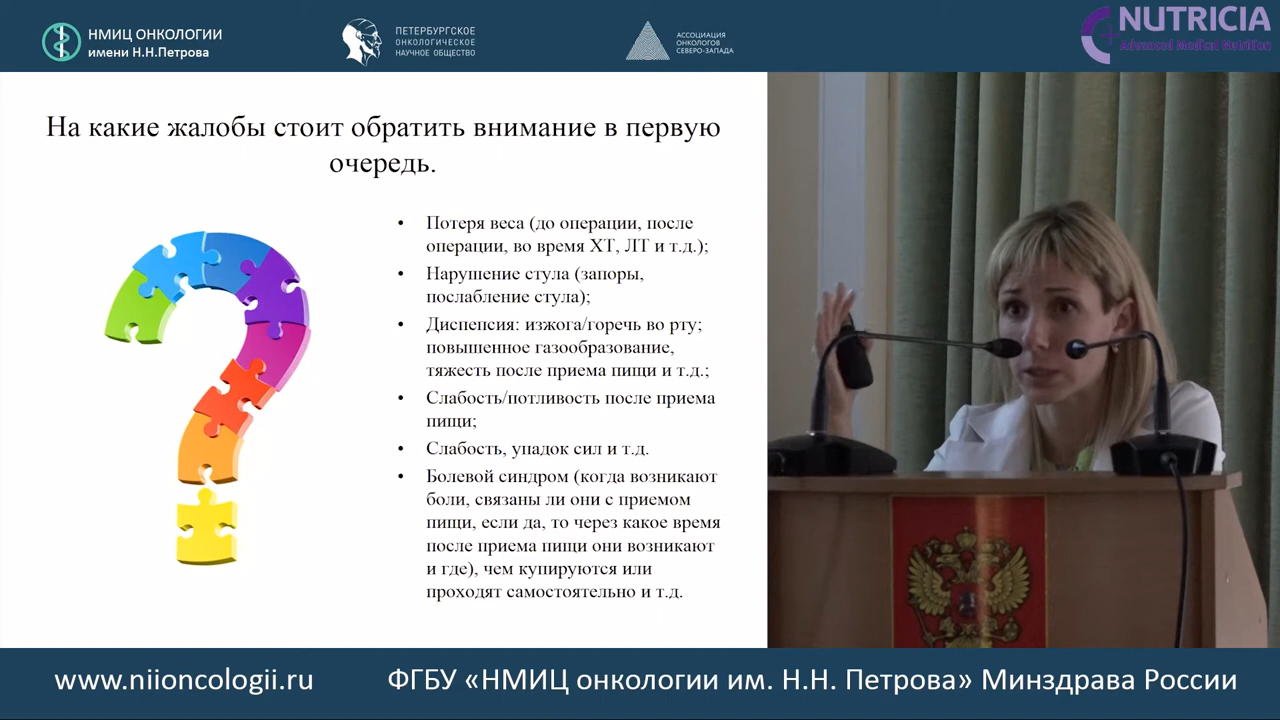 НМИЦ ОНКОЛОГИИ
имени Н.Н.Петрова
ПЕТЕРБУРГСКОЕ
ОНКОЛОГИЧЕСКОЕ
НАУЧНОЕ ОБЩЕСТВО
АССОЦИАЦИЯ
ОНКОЛОГОВ
СЕВЕРО-ЗАПАДА
NUTRICIA
Advanced Medical Nutrition
На какие жалобы стоит обратить внимание в первую
очередь.
• Потеря веса (до операции, после
операции, во время ХТ, ЛТ и т.д.);
• Нарушение стула (запоры,
послабление стула);
• Диспепсия: изжога/горечь во рту;
повышенное газообразование,
тяжесть после приема пищи и т.д.;
• Слабость/потливость после приема
пищи;
• Слабость, упадок сил и т.д.
• Болевой синдром (когда возникают
боли, связаны ли они с приемом
пищи, если да, то через какое время
после приема пищи они возникают
и где), чем купируются или
проходят самостоятельно и т.д.
www.niioncologii.ru
ФГБУ «НМИЦ онкологии им. Н.Н. Петрова» Минздрава России